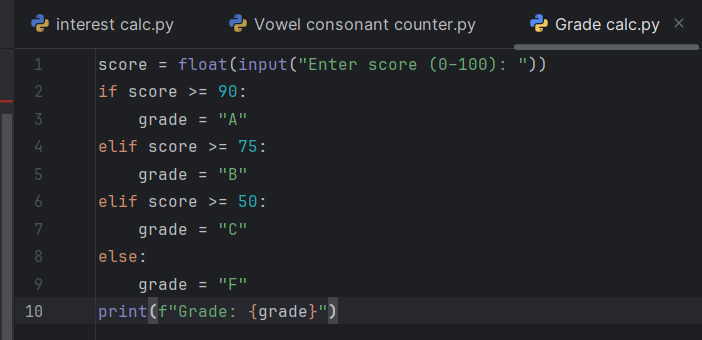 interest calc.py Vowel consonant counter.py Grade calc.py
1 score = float(input("Enter score (0-100): "))
2 if score >= 90:
3     grade = "A"
4 elif score >= 75:
5     grade = "B"
6 elif score >= 50:
7     grade = "C"
8 else:
9     grade = "F"
10 print(f"Grade: {grade}")